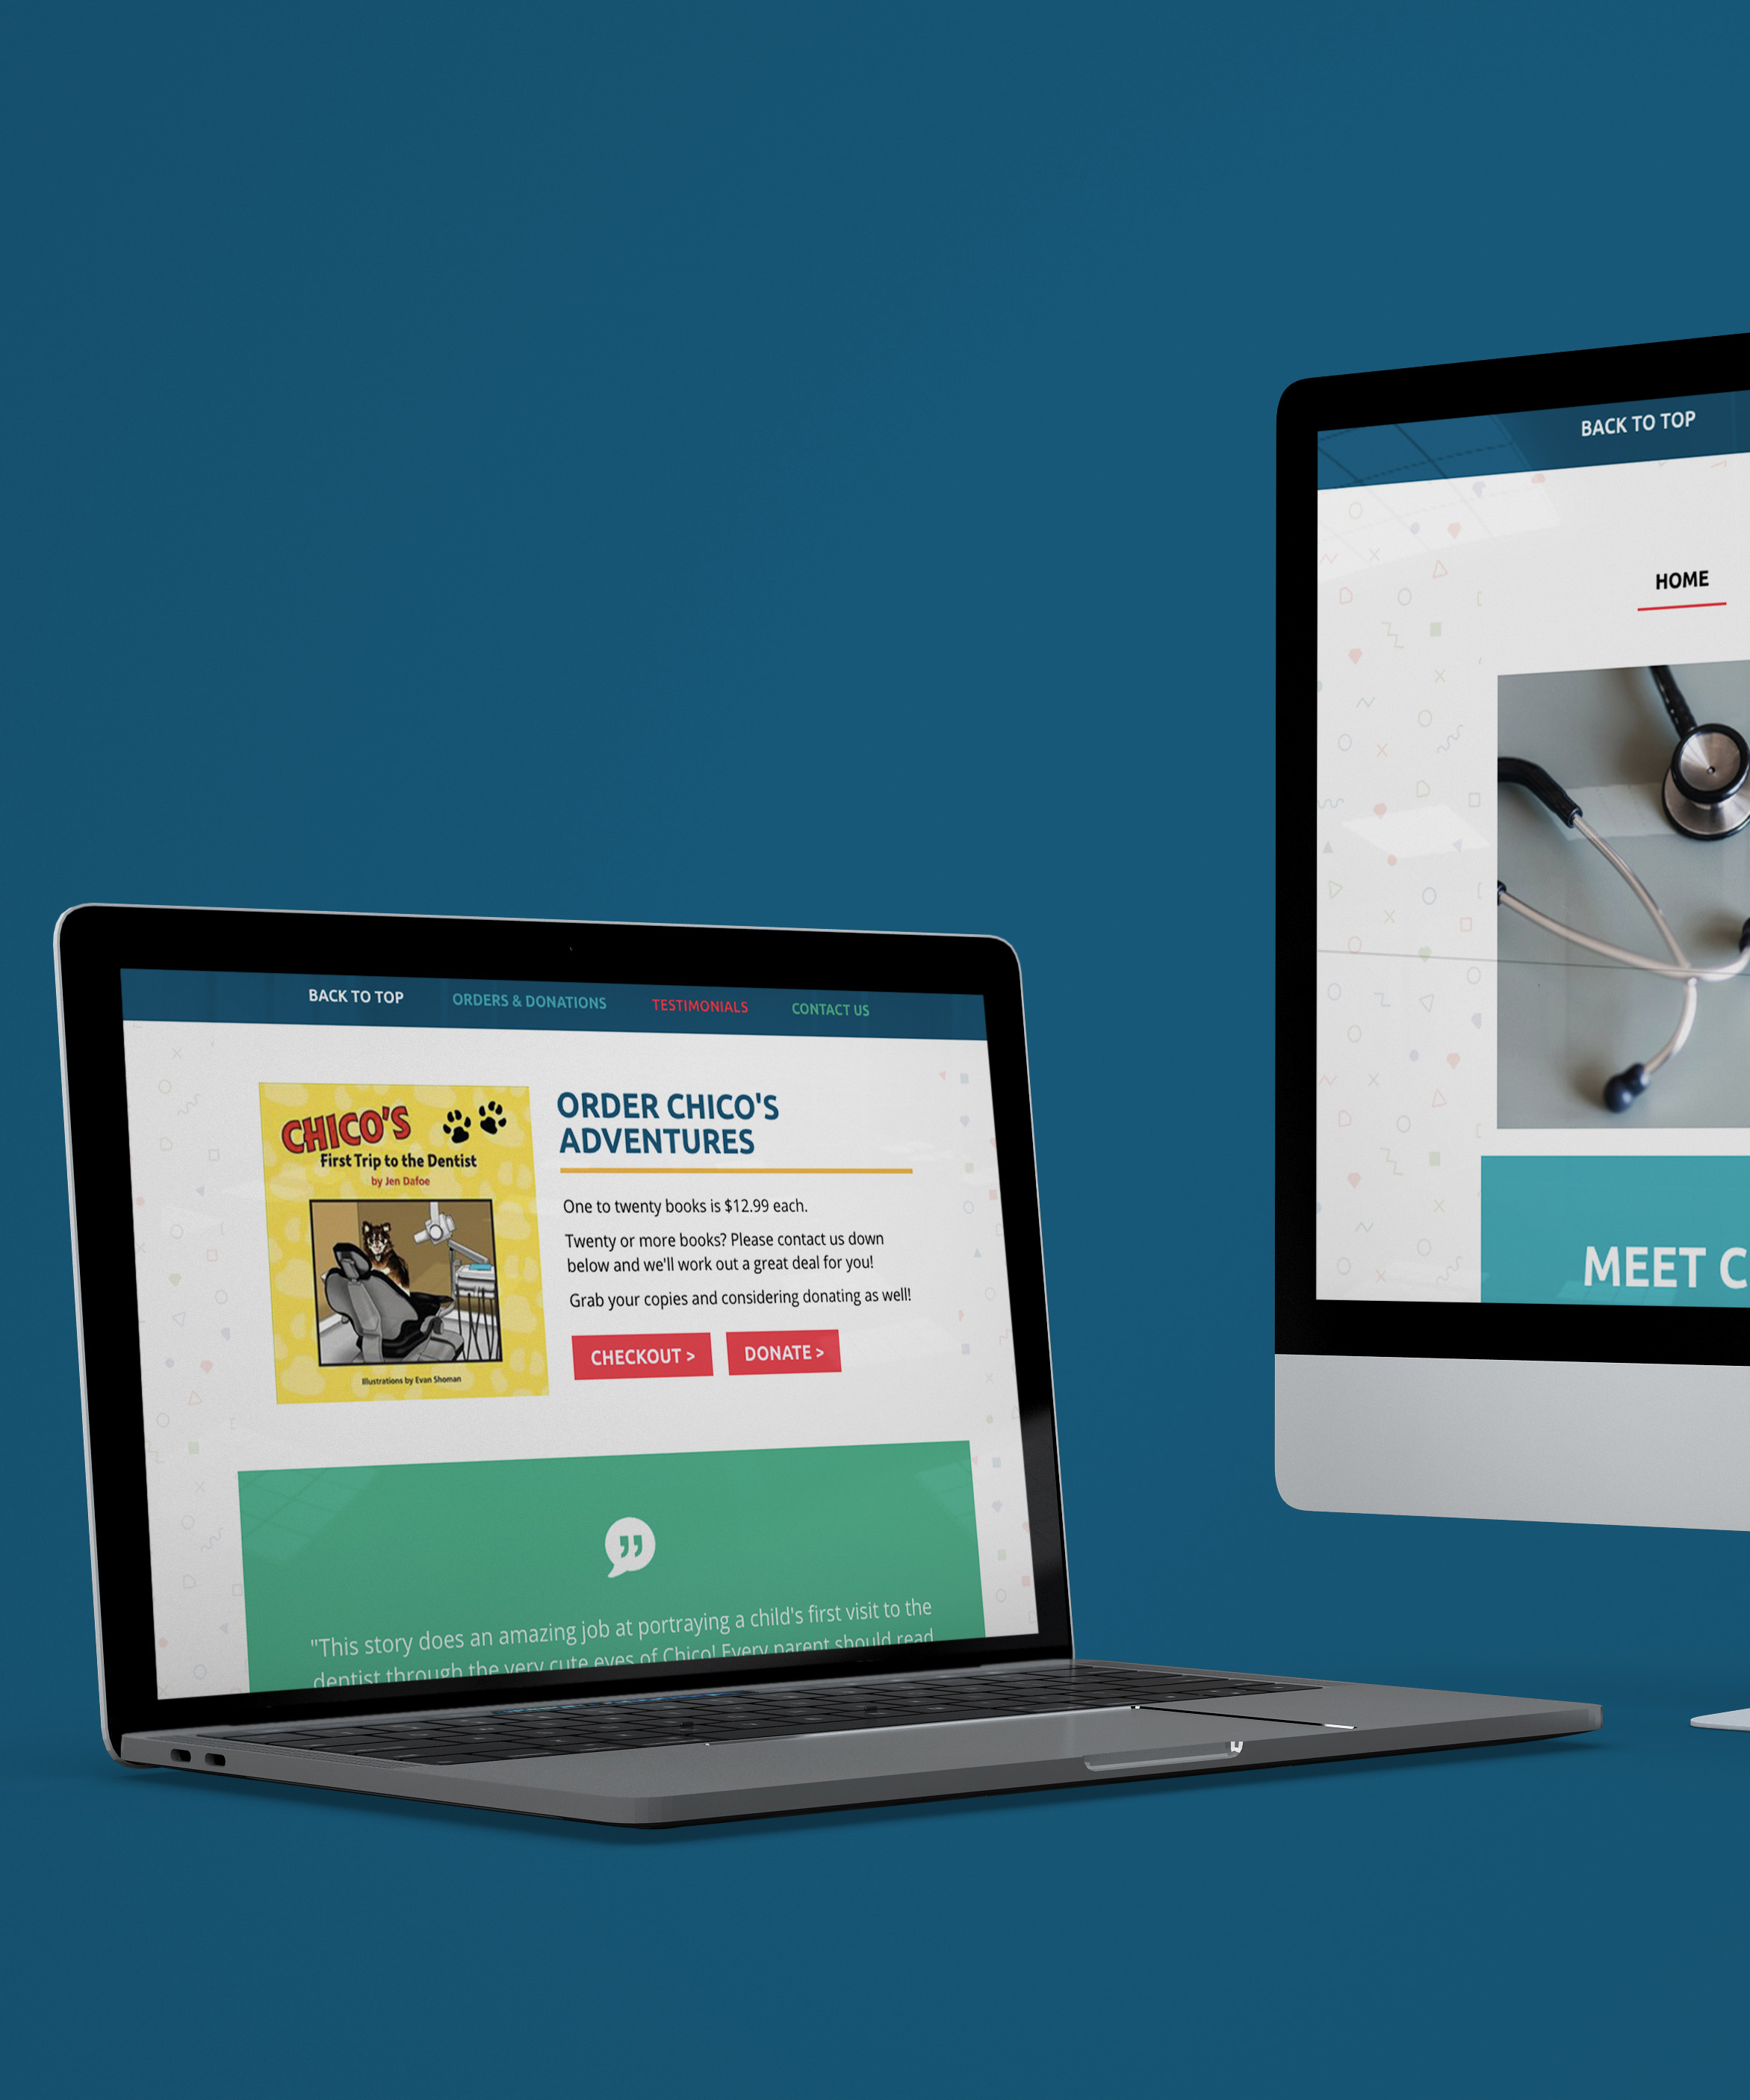 BACK TO TOP
ORDERS & DONATIONS
TESTIMONIALS
CONTACT US
CHICO'S
First Trip to the Dentist
by Jen Dafoe
Illustrations by Evan Shoman
ORDER CHICO'S
ADVENTURES
One to twenty books is $12.99 each.
Twenty or more books? Please contact us down
below and we'll work out a great deal for you!
Grab your copies and considering donating as well!
CHECKOUT >
DONATE >
"This story does an amazing job at portraying a child's first visit to the
dentist through the very cute eyes of Chico! Every parent should read
BACK TO TOP
HOME
MEET C